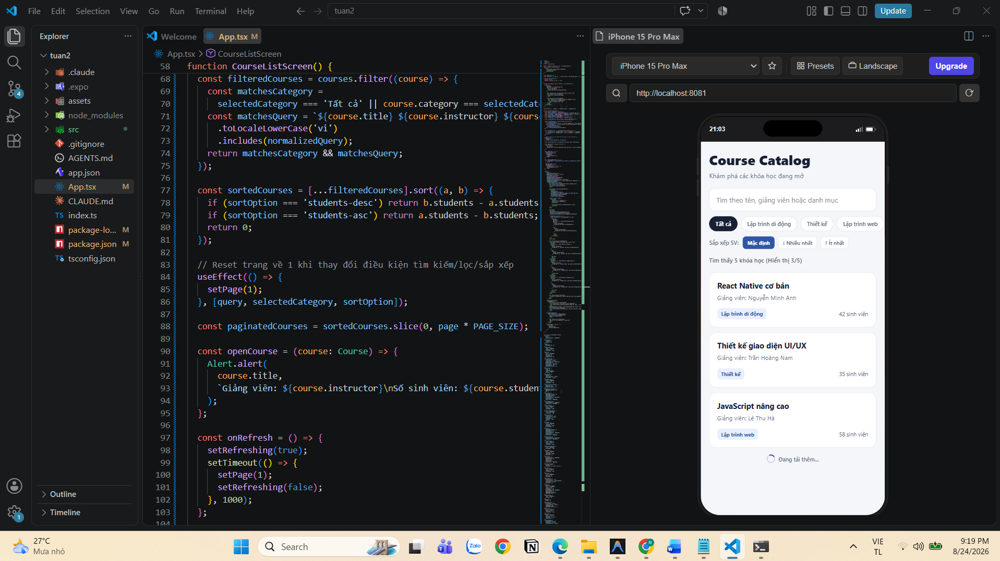 File Edit Selection View Go Run Terminal Help
tuan2
Update
Explorer
tuan2
.claude
.expo
assets
node_modules
src
.gitignore
AGENTS.md
app.json
App.tsx M
CLAUDE.md
index.ts
package-lo... M
package.json M
tsconfig.json
Outline
Timeline
4
1
Welcome
App.tsx M
App.tsx > CourseListScreen
58 function CourseListScreen() {
68 const filteredCourses = courses.filter((course) => {
69 const matchesCategory =
70 selectedCategory === 'Tất cả' || course.category === selectedCate
71 const matchesQuery = `${course.title} ${course.instructor} ${cours
72 .toLocaleLowerCase('vi')
73 .includes(normalizedQuery);
74 return matchesCategory && matchesQuery;
75 });
76
77 const sortedCourses = [...filteredCourses].sort((a, b) => {
78 if (sortOption === 'students-desc') return b.students - a.students
79 if (sortOption === 'students-asc') return a.students - b.students;
80 return 0;
81 });
82
83 // Reset trang về 1 khi thay đổi điều kiện tìm kiếm/lọc/sắp xếp
84 useEffect(() => {
85 setPage(1);
86 }, [query, selectedCategory, sortOption]);
87
88 const paginatedCourses = sortedCourses.slice(0, page * PAGE_SIZE);
89
90 const openCourse = (course: Course) => {
91 Alert.alert(
92 course.title,
93 `Giảng viên: ${course.instructor}\nSố sinh viên: ${course.studen
94 );
95 };
96
97 const onRefresh = () => {
98 setRefreshing(true);
99 setTimeout(() => {
100 setPage(1);
101 setRefreshing(false);
102 }, 1000);
103 };
104
iPhone 15 Pro Max
iPhone 15 Pro Max
Presets
Landscape
Upgrade
http://localhost:8081
21:03
Course Catalog
Khám phá các khóa học đang mở
Tìm theo tên, giảng viên hoặc danh mục
Tất cả Lập trình di động Thiết kế Lập trình web
Sắp xếp SV: Mặc định ↓ Nhiều nhất ↑ Ít nhất
Tìm thấy 5 khóa học (Hiển thị 3/5)
React Native cơ bản
Giảng viên: Nguyễn Minh Anh
Lập trình di động 42 sinh viên
Thiết kế giao diện UI/UX
Giảng viên: Trần Hoàng Nam
Thiết kế 35 sinh viên
JavaScript nâng cao
Giảng viên: Lê Thu Hà
Lập trình web 58 sinh viên
Đang tải thêm...
27°C
Mưa nhỏ
Search
Zalo
VIE
TL
9:19 PM
8/24/2026